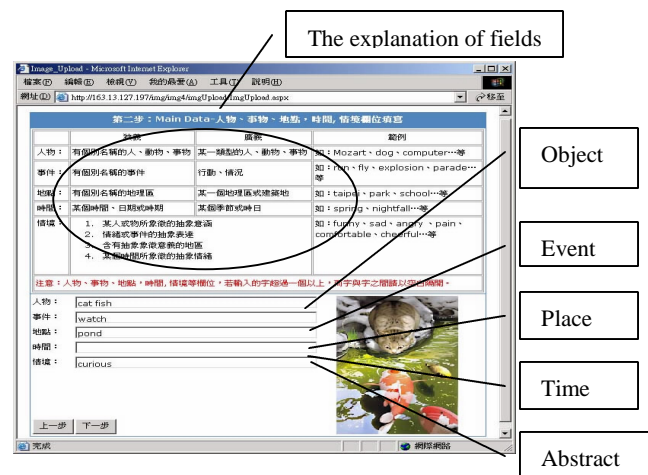 The explanation of fields
Image_Upload - Microsoft Internet Explorer
檔案(F) 編輯(E) 檢視(V) 我的最愛(A) 工具(T) 說明(H)
網址(D) http://163.13.127.197/img/img4/imgUpload/ImgUpload.aspx 移至
第二步：Main Data-人物、事物、地點、時間, 情境欄位填寫
狹義 廣義 範例
人物： 有個別名稱的人、動物、事物 某一類型的人、動物、事物 如：Mozart、dog、computer…等
事件： 有個別名稱的事件 行動、情況 如：run、fly、explosion、parade…等
地點： 有個別名稱的地理區 某一個地理區或建築地 如：taipei、park、school…等
時間： 某個時間、日期或時期 某個季節或時日 如：spring、nightfall…等
情境： 1. 某人或物所象徵的抽象意涵 如：funny、sad、angry、pain、
2. 情緒或事件的抽象表達 comfortable、cheerful…等
3. 含有抽象象徵意義的地區
4. 某個時間所象徵的抽象情緒
注意：人物、事物、地點，時間, 情境等欄位，若輸入的字超過一個以上，則字與字之間請以空白隔開。
人物： cat fish
事件： watch
地點： pond
時間：
情境： curious
上一步 下一步
完成 網際網路
Object
Event
Place
Time
Abstract